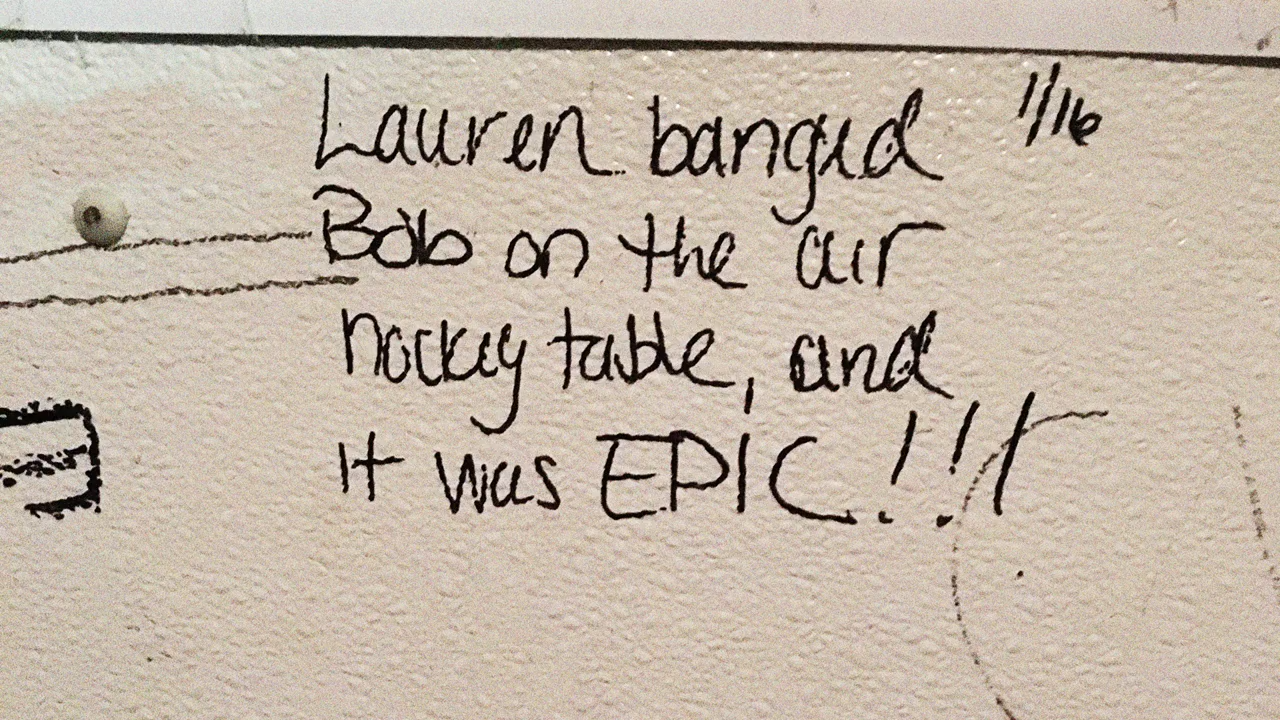 Lauren banged 1/16
Bob on the air
hockey table, and
it was EPIC!!!